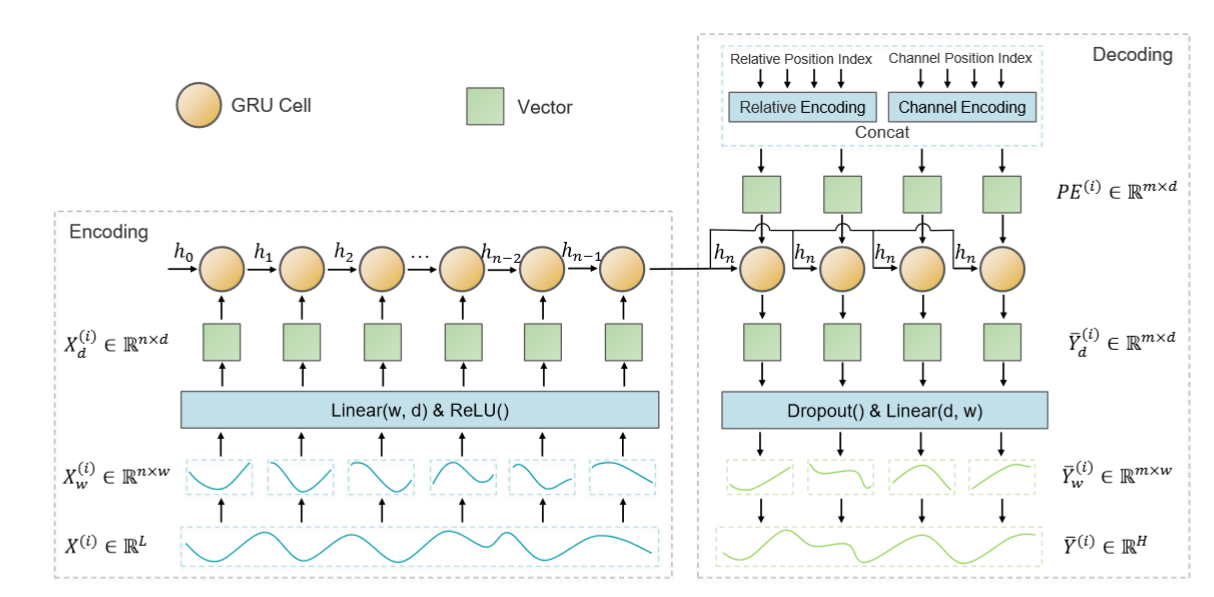 GRU Cell
Vector
Encoding
h_0 h_1 h_2 ... h_{n-2} h_{n-1}
X_d^{(i)} ∈ ℝ^{n×d}
Linear(w, d) & ReLU()
X_w^{(i)} ∈ ℝ^{n×w}
X^{(i)} ∈ ℝ^L
Decoding
Relative Position Index Channel Position Index
Relative Encoding Channel Encoding
Concat
PE^{(i)} ∈ ℝ^{m×d}
h_n h_n h_n h_n
Ȳ_d^{(i)} ∈ ℝ^{m×d}
Dropout() & Linear(d, w)
Ȳ_w^{(i)} ∈ ℝ^{m×w}
Ȳ^{(i)} ∈ ℝ^H